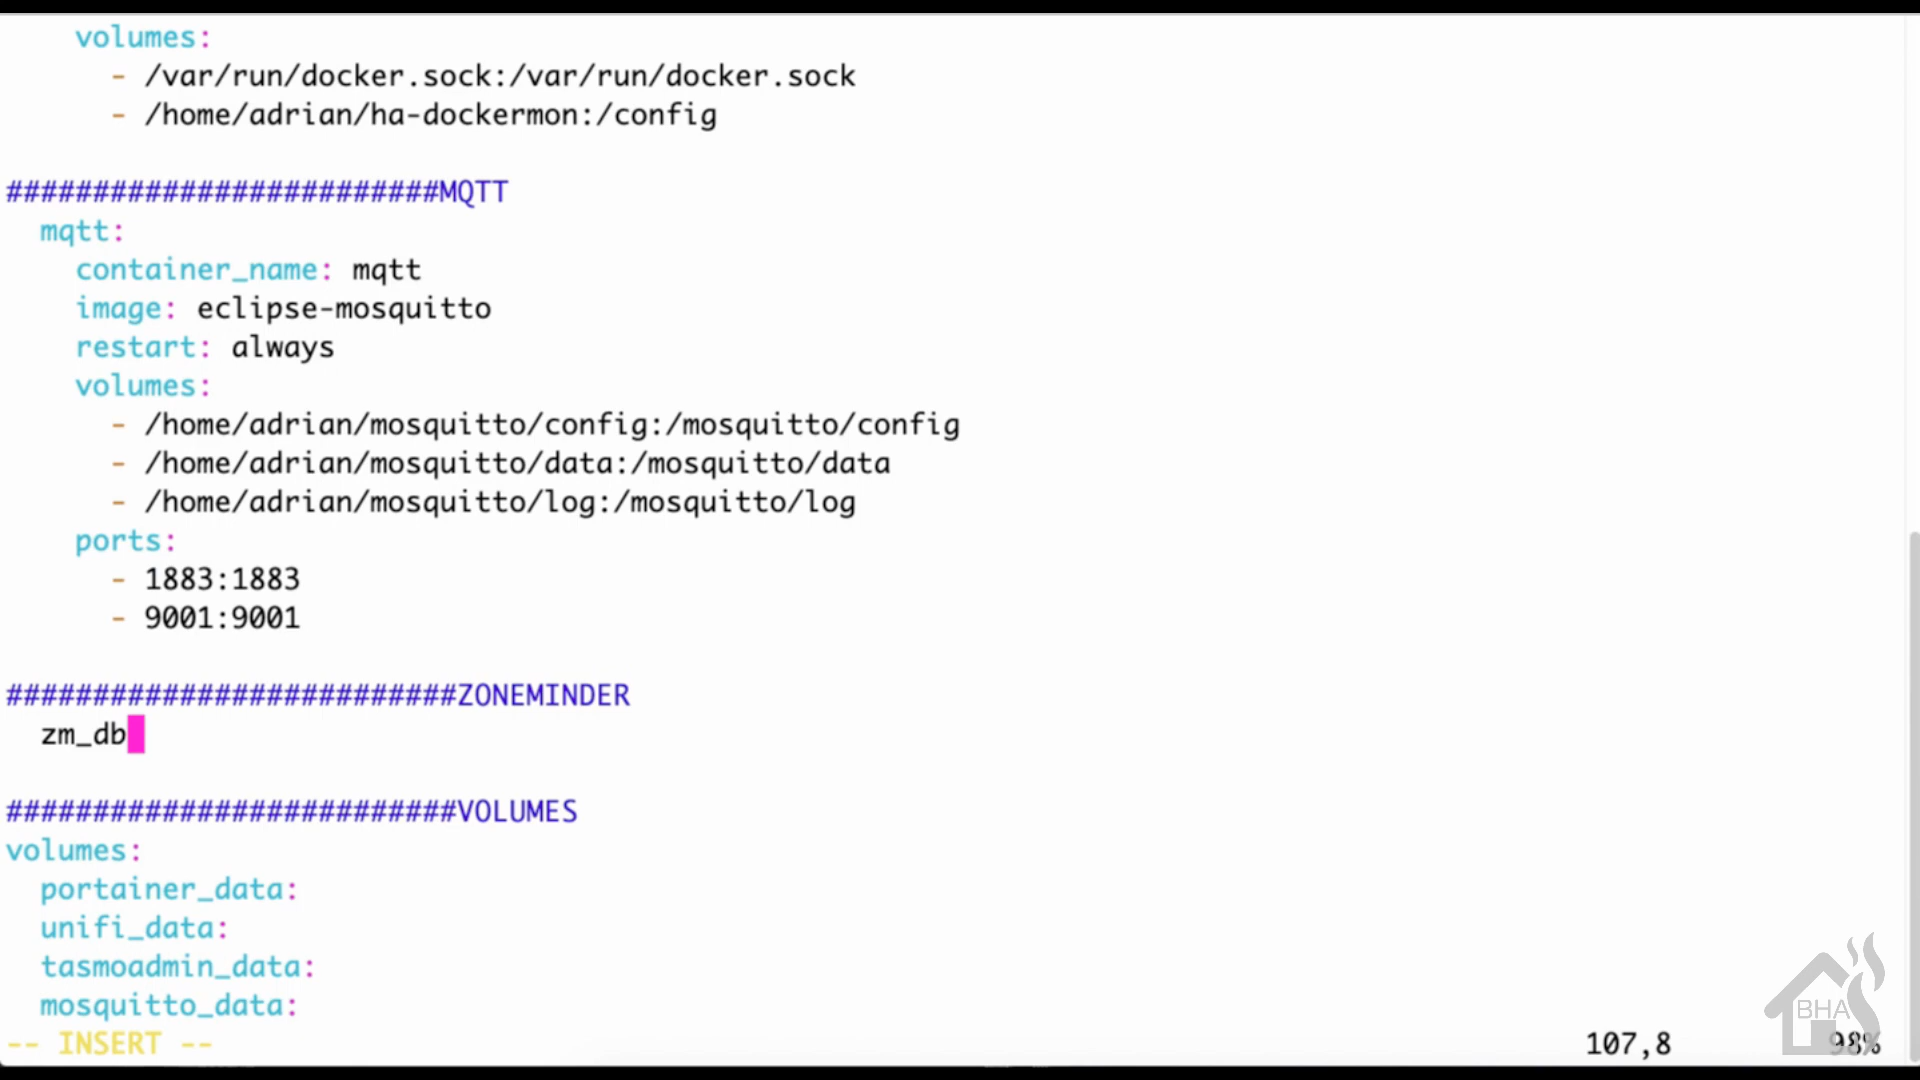 volumes:
- /var/run/docker.sock:/var/run/docker.sock
- /home/adrian/ha-dockermon:/config
#########################MQTT
mqtt:
container_name: mqtt
image: eclipse-mosquitto
restart: always
volumes:
- /home/adrian/mosquitto/config:/mosquitto/config
- /home/adrian/mosquitto/data:/mosquitto/data
- /home/adrian/mosquitto/log:/mosquitto/log
ports:
- 1883:1883
- 9001:9001
##########################ZONEMINDER
zm_db
##########################VOLUMES
volumes:
portainer_data:
unifi_data:
tasmoadmin_data:
mosquitto_data:
-- INSERT --
107,8
98%
BHA